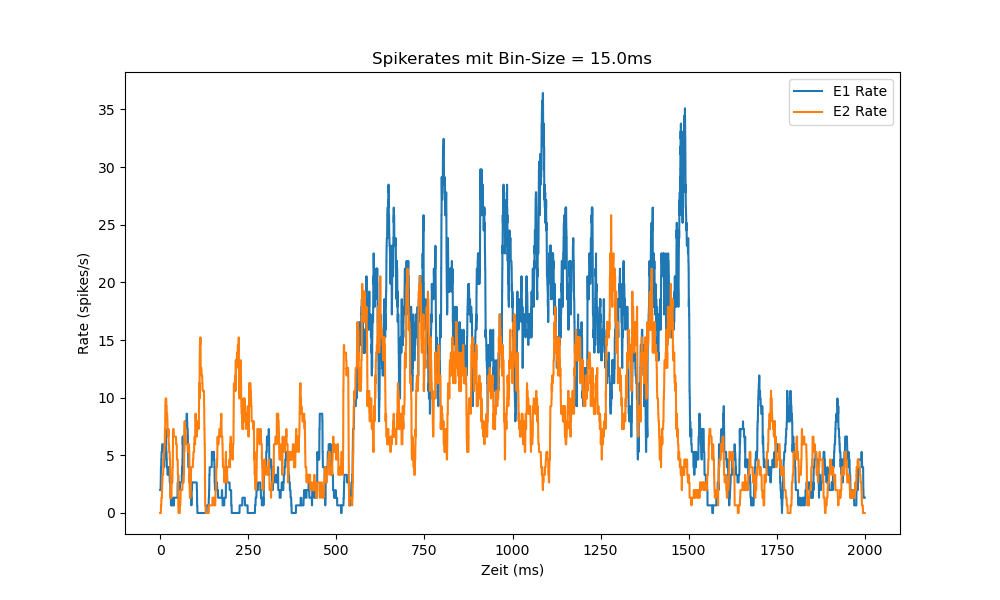 Spikerates mit Bin-Size = 15.0ms
E1 Rate
E2 Rate
35
30
25
20
15
10
5
0
Rate (spikes/s)
0 250 500 750 1000 1250 1500 1750 2000
Zeit (ms)